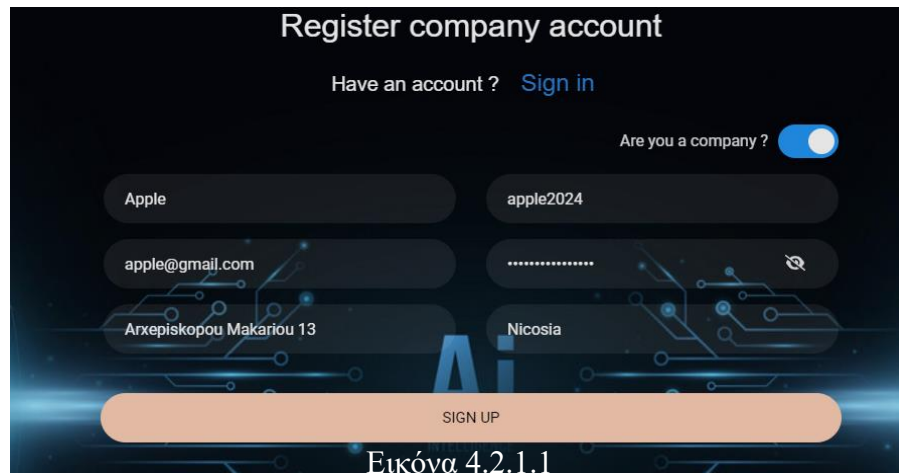 Register company account
Have an account ? Sign in
Are you a company ?
Apple apple2024
apple@gmail.com ••••••••••••••••
Arxepiskopou Makariou 13 Nicosia
Ai
SIGN UP
Εικόνα 4.2.1.1